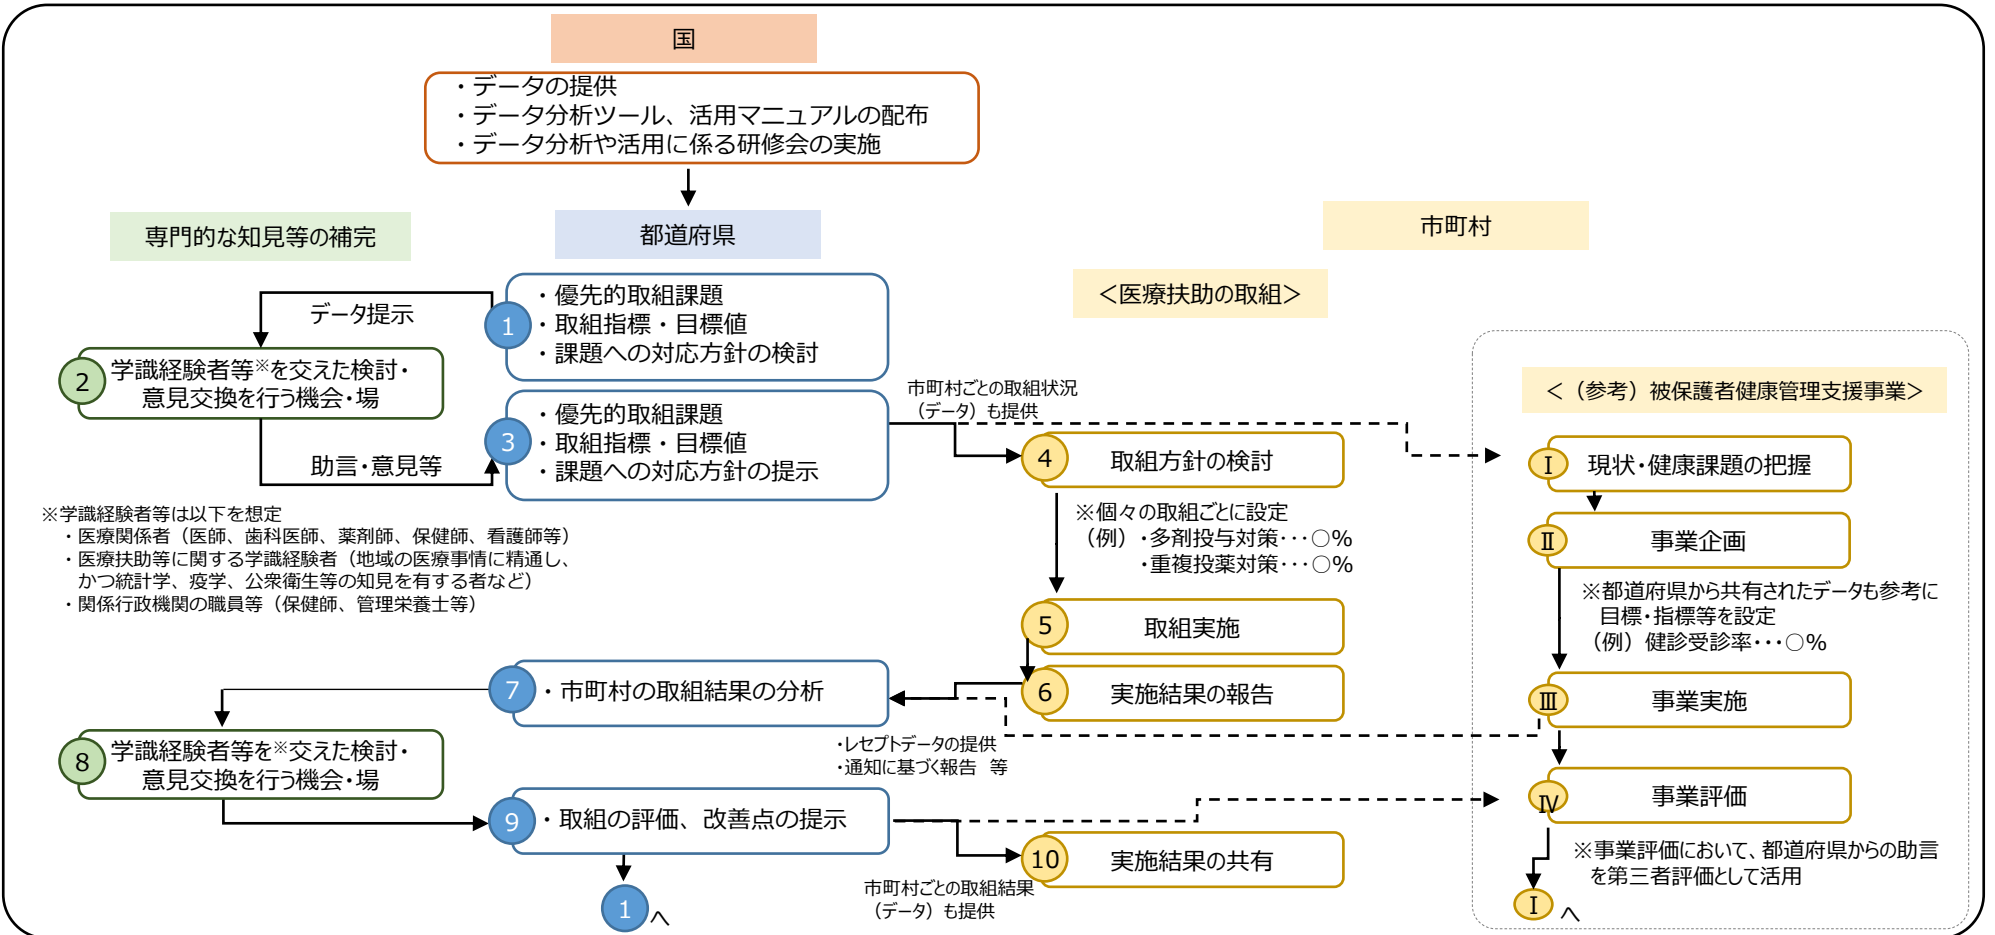 国
・データの提供
・データ分析ツール、活用マニュアルの配布
・データ分析や活用に係る研修会の実施
専門的な知見等の補完
都道府県
市町村
データ提示
1
・優先的取組課題
・取組指標・目標値
・課題への対応方針の検討
2
学識経験者等※を交えた検討・
意見交換を行う機会・場
助言・意見等
3
・優先的取組課題
・取組指標・目標値
・課題への対応方針の提示
※学識経験者等は以下を想定
・医療関係者（医師、歯科医師、薬剤師、保健師、看護師等）
・医療扶助等に関する学識経験者（地域の医療事情に精通し、
かつ統計学、疫学、公衆衛生等の知見を有する者など）
・関係行政機関の職員等（保健師、管理栄養士等）
＜医療扶助の取組＞
市町村ごとの取組状況
（データ）も提供
4
取組方針の検討
※個々の取組ごとに設定
（例）・多剤投与対策・・・○％
・重複投薬対策・・・○％
5
取組実施
6
実施結果の報告
7
・市町村の取組結果の分析
・レセプトデータの提供
・通知に基づく報告 等
8
学識経験者等を※交えた検討・
意見交換を行う機会・場
9
・取組の評価、改善点の提示
1へ
10
実施結果の共有
市町村ごとの取組結果
（データ）も提供
＜（参考）被保護者健康管理支援事業＞
Ⅰ
現状・健康課題の把握
Ⅱ
事業企画
※都道府県から共有されたデータも参考に
目標・指標等を設定
（例）健診受診率・・・○％
Ⅲ
事業実施
Ⅳ
事業評価
※事業評価において、都道府県からの助言
を第三者評価として活用
Ⅰへ